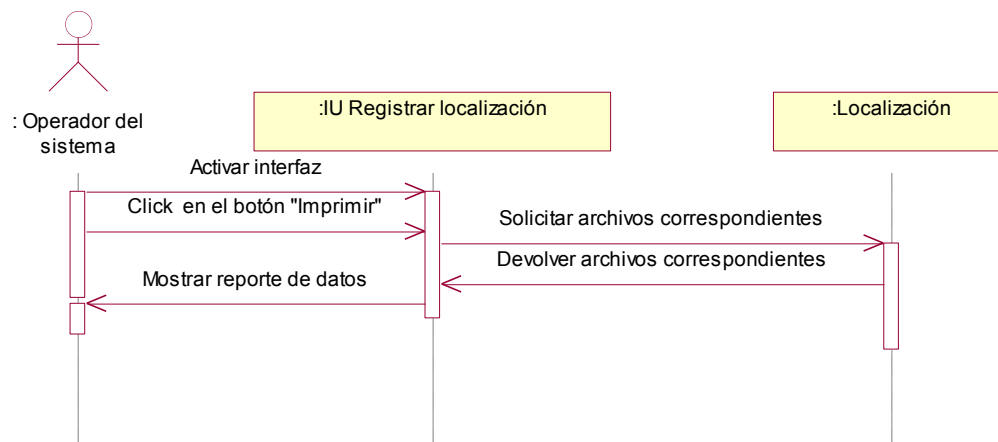 :IU Registrar localización
:Localización
: Operador del
sistema
Activar interfaz
Click en el botón "Imprimir"
Solicitar archivos correspondientes
Devolver archivos correspondientes
Mostrar reporte de datos